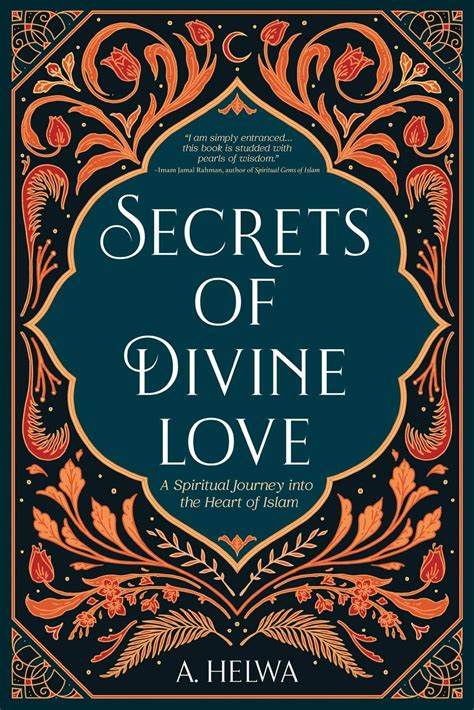 “I am simply entranced...
this book is studded with
pearls of wisdom.”
–Imam Jamal Rahman, author of Spiritual Gems of Islam
SECRETS
OF
DIVINE
LOVE
A Spiritual Journey into
the Heart of Islam
A. HELWA